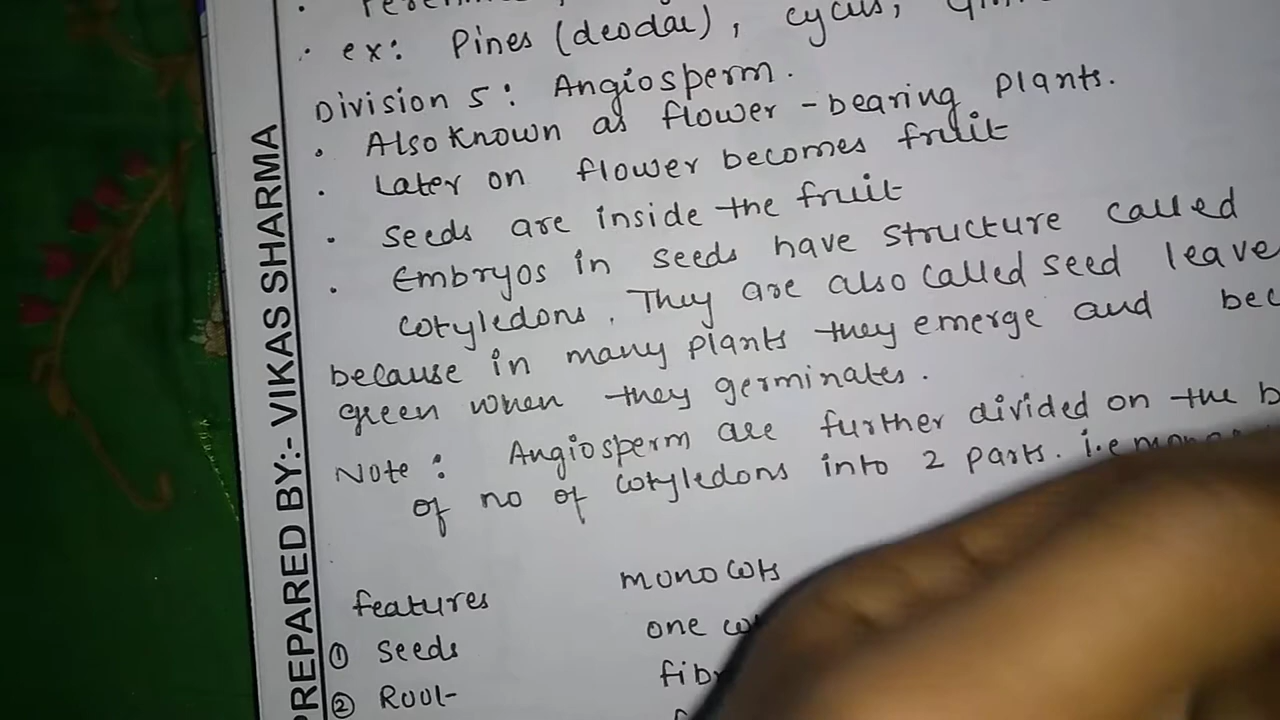 • ex: Pines (deodar), cycus,
Division 5: Angiosperm.
• Also known as flower-bearing plants.
• Later on flower becomes fruit
• Seeds are inside the fruit
• Embryos in seeds have structure called
cotyledons. They are also called seed leave
because in many plants they emerge and bec
green when they germinates.
Note: Angiosperm are further divided on the b
of no of cotyledons into 2 parts. i.e
features monocots
① Seeds one
② Root fib
PREPARED BY:- VIKAS SHARMA